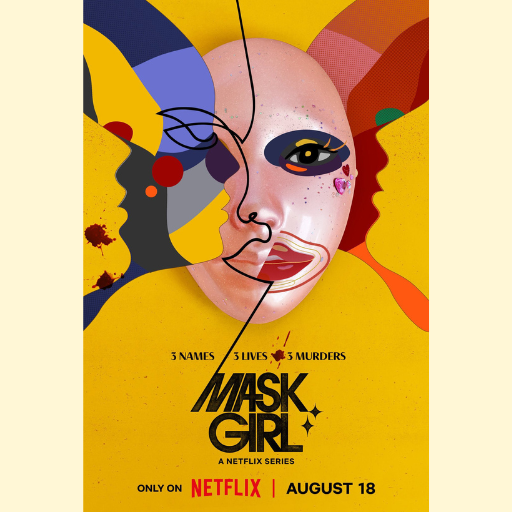 3 NAMES 3 LIVES 3 MURDERS
MASK
GIRL
A NETFLIX SERIES
ONLY ON NETFLIX | AUGUST 18